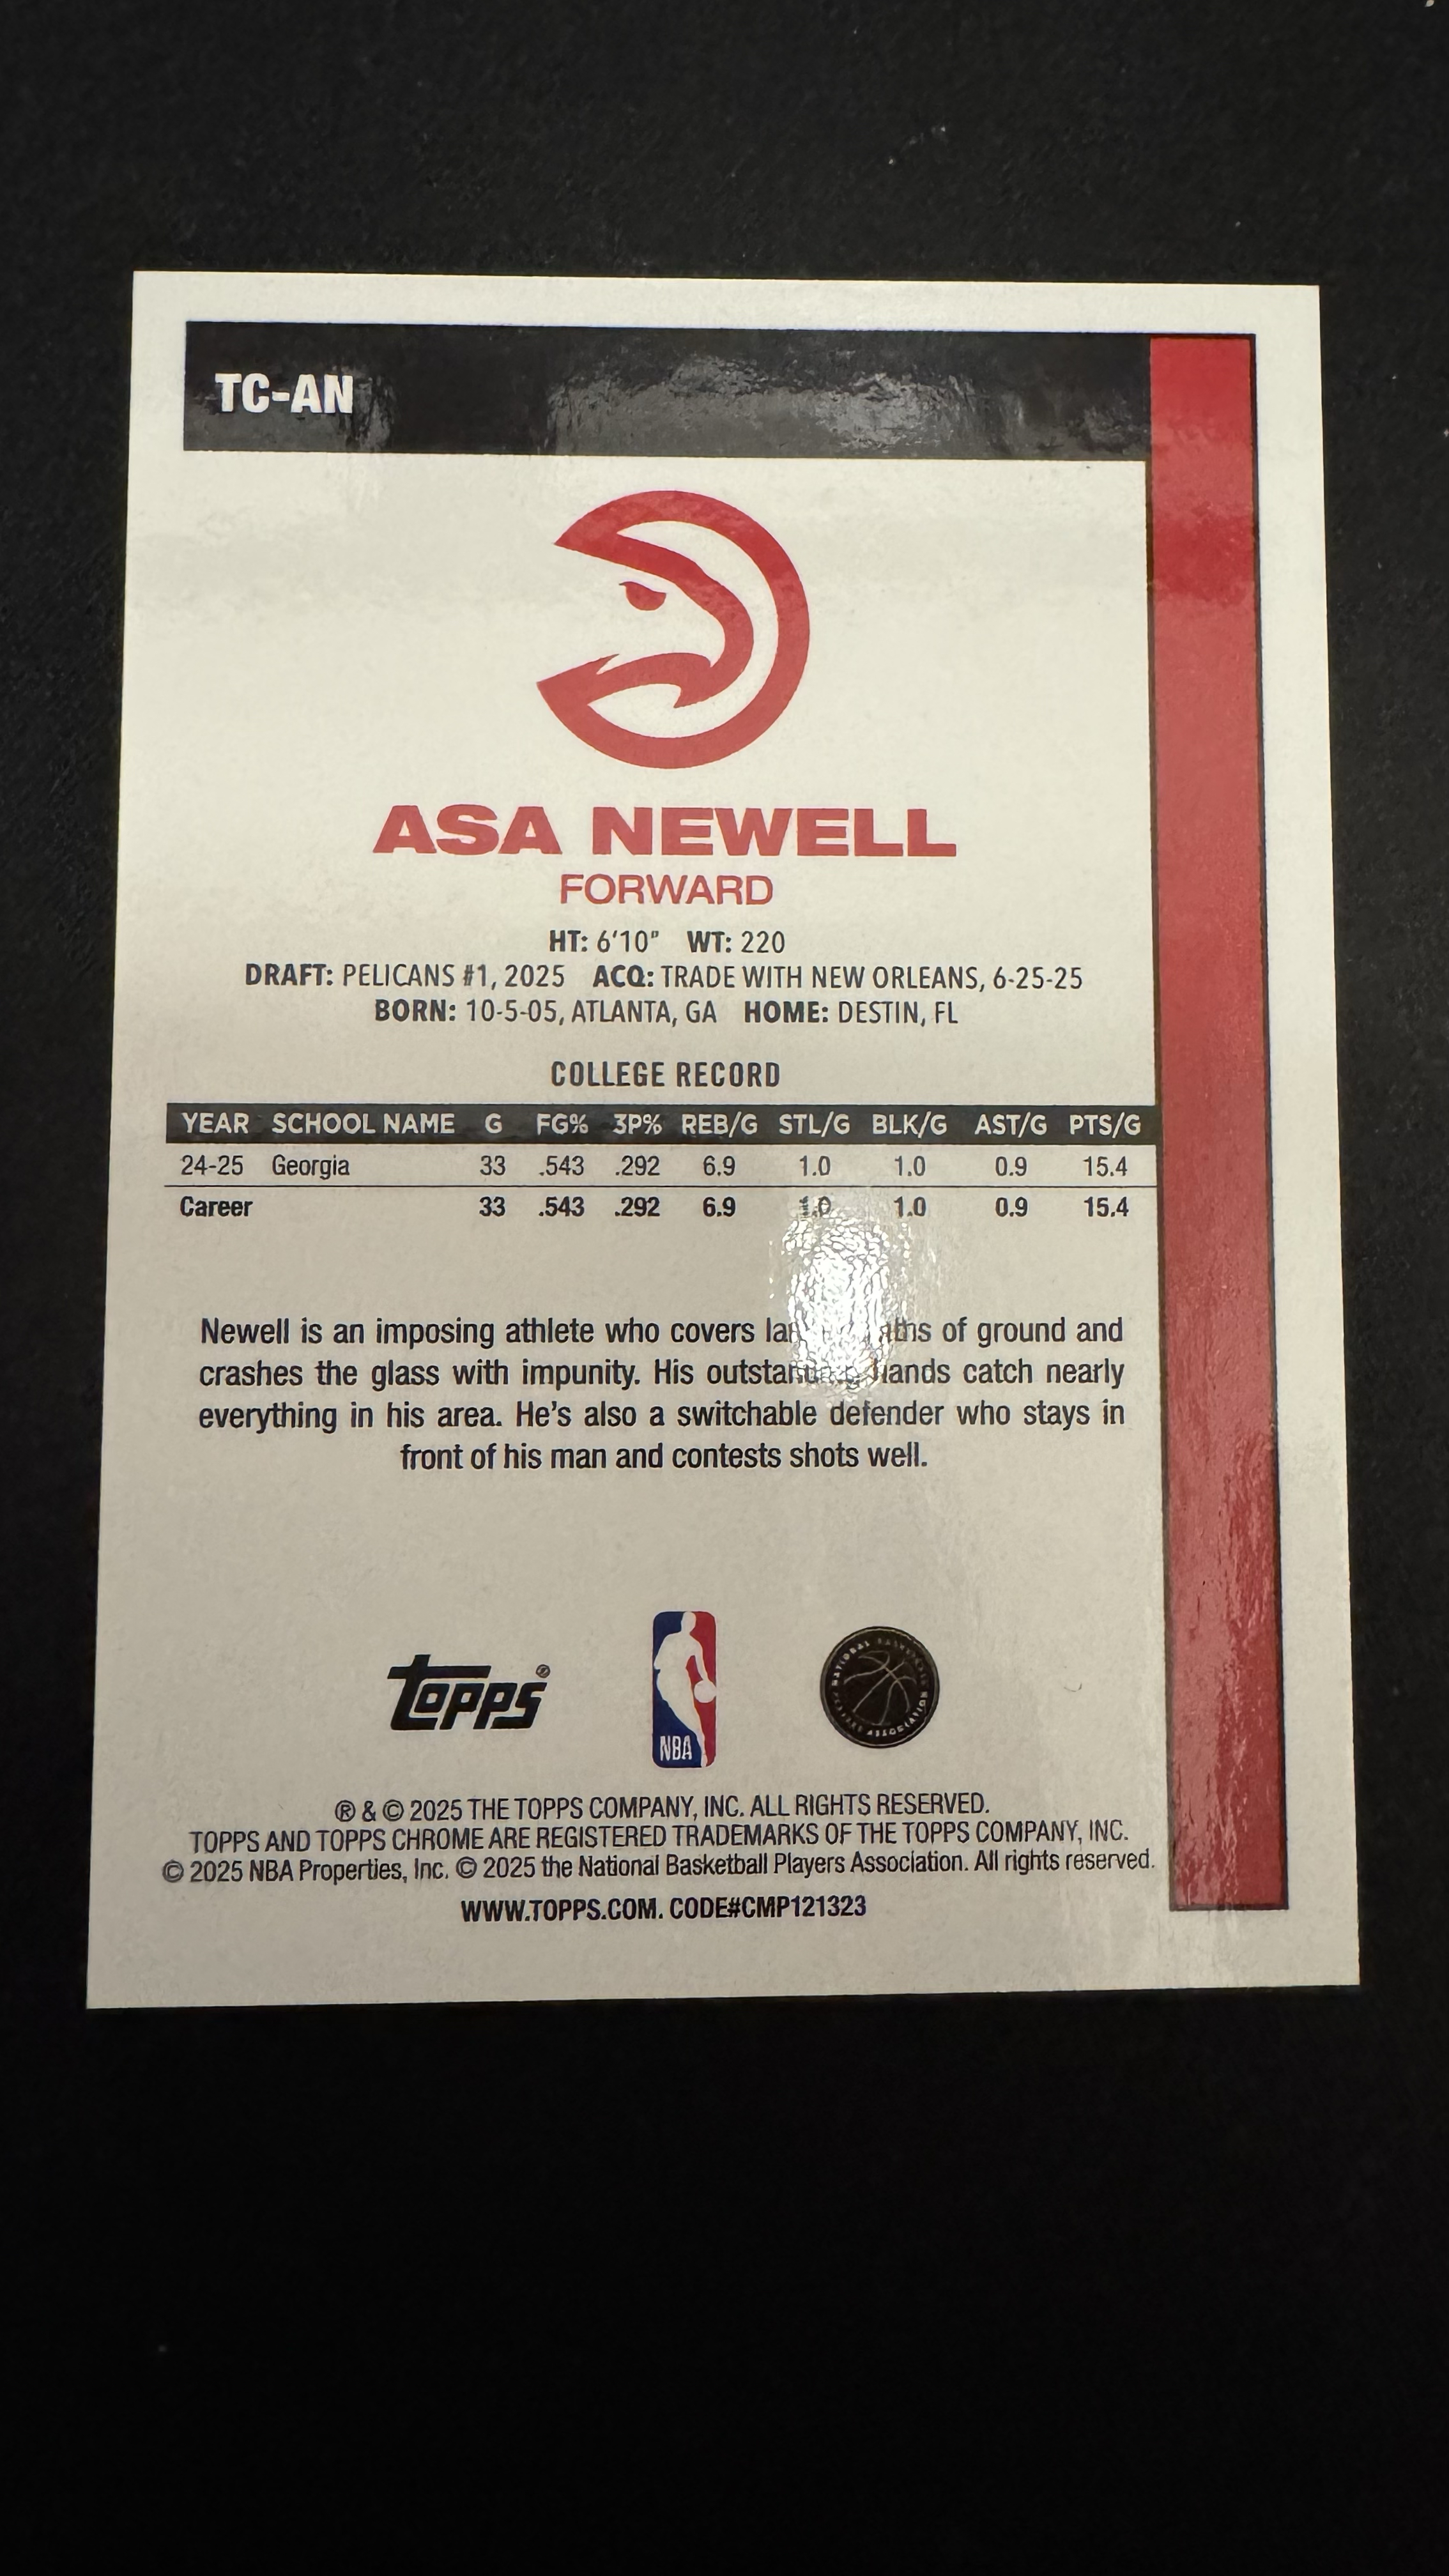 TC-AN
ASA NEWELL
FORWARD
HT: 6'10" WT: 220
DRAFT: PELICANS #1, 2025 ACQ: TRADE WITH NEW ORLEANS, 6-25-25
BORN: 10-5-05, ATLANTA, GA HOME: DESTIN, FL
COLLEGE RECORD
YEAR SCHOOL NAME G FG% 3P% REB/G STL/G BLK/G AST/G PTS/G
24-25 Georgia 33 .543 .292 6.9 1.0 1.0 0.9 15.4
Career 33 .543 .292 6.9 1.0 1.0 0.9 15.4
Newell is an imposing athlete who covers of ground and
crashes the glass with impunity. His outstanding hands catch nearly
everything in his area. He's also a switchable defender who stays in
front of his man and contests shots well.
topps®
NBA
NATIONAL BASKETBALL PLAYERS ASSOCIATION
® & © 2025 THE TOPPS COMPANY, INC. ALL RIGHTS RESERVED.
TOPPS AND TOPPS CHROME ARE REGISTERED TRADEMARKS OF THE TOPPS COMPANY, INC.
© 2025 NBA Properties, Inc. © 2025 the National Basketball Players Association. All rights reserved.
WWW.TOPPS.COM. CODE#CMP121323